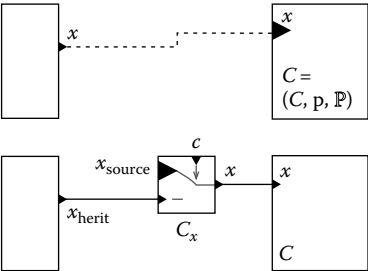 x
x
C =
(C, p, ℙ)
c
x_source
x
x
x_herit
C_x
C